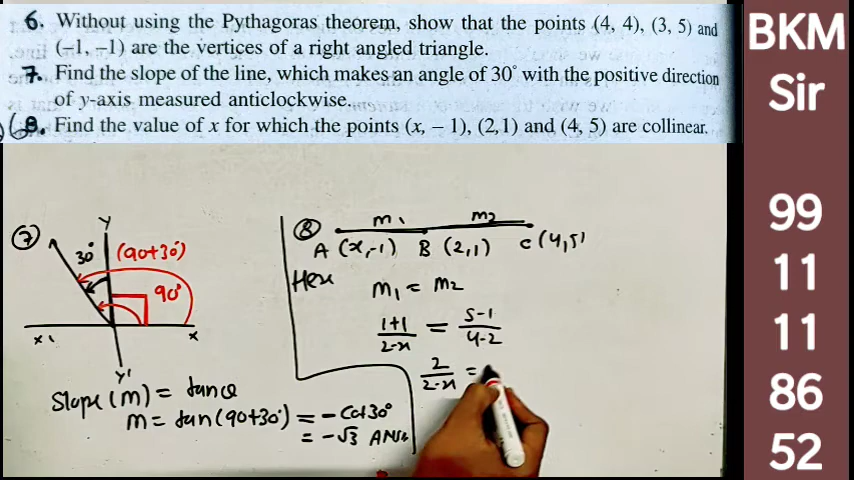 6. Without using the Pythagoras theorem, show that the points (4, 4), (3, 5) and
(−1, −1) are the vertices of a right angled triangle.
7. Find the slope of the line, which makes an angle of 30° with the positive direction
of y-axis measured anticlockwise.
8. Find the value of x for which the points (x, − 1), (2,1) and (4, 5) are collinear.
BKM
Sir
99
11
11
86
52
7
Y
30°
(90+30°)
90°
x1
x
Y'
Slope (m) = tanθ
m = tan(90+30°) = -Cot30°
= -√3 Ans
8
m1 m2
A (x,-1) B (2,1) C (4,5)
Here
m1 = m2
1+1/2-x = 5-1/4-2
2/2-x =